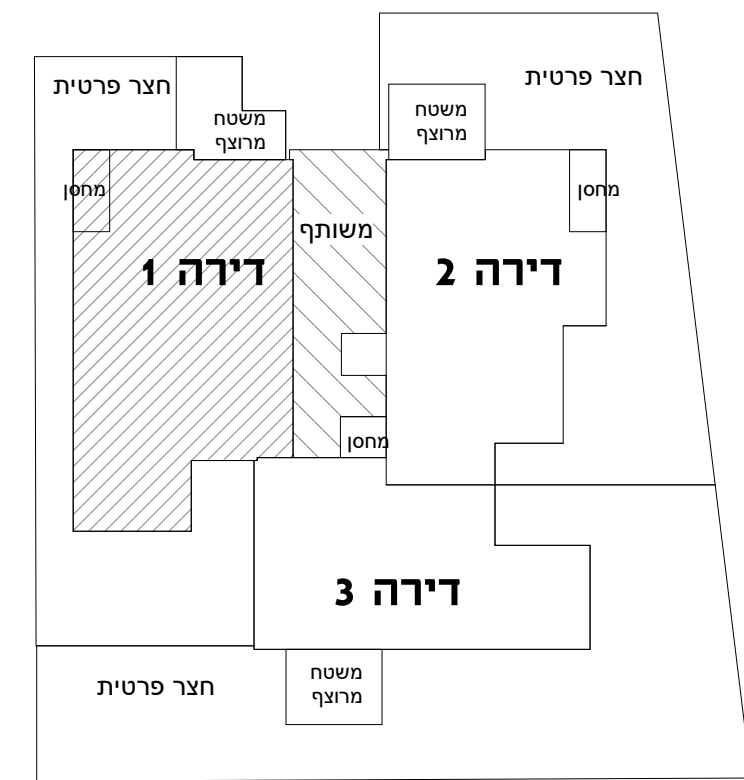 חצר פרטית
חצר פרטית
משטח
מרוצף
משטח
מרוצף
מחסן
מחסן
משותף
דירה 1
דירה 2
מחסן
דירה 3
משטח
מרוצף
חצר פרטית